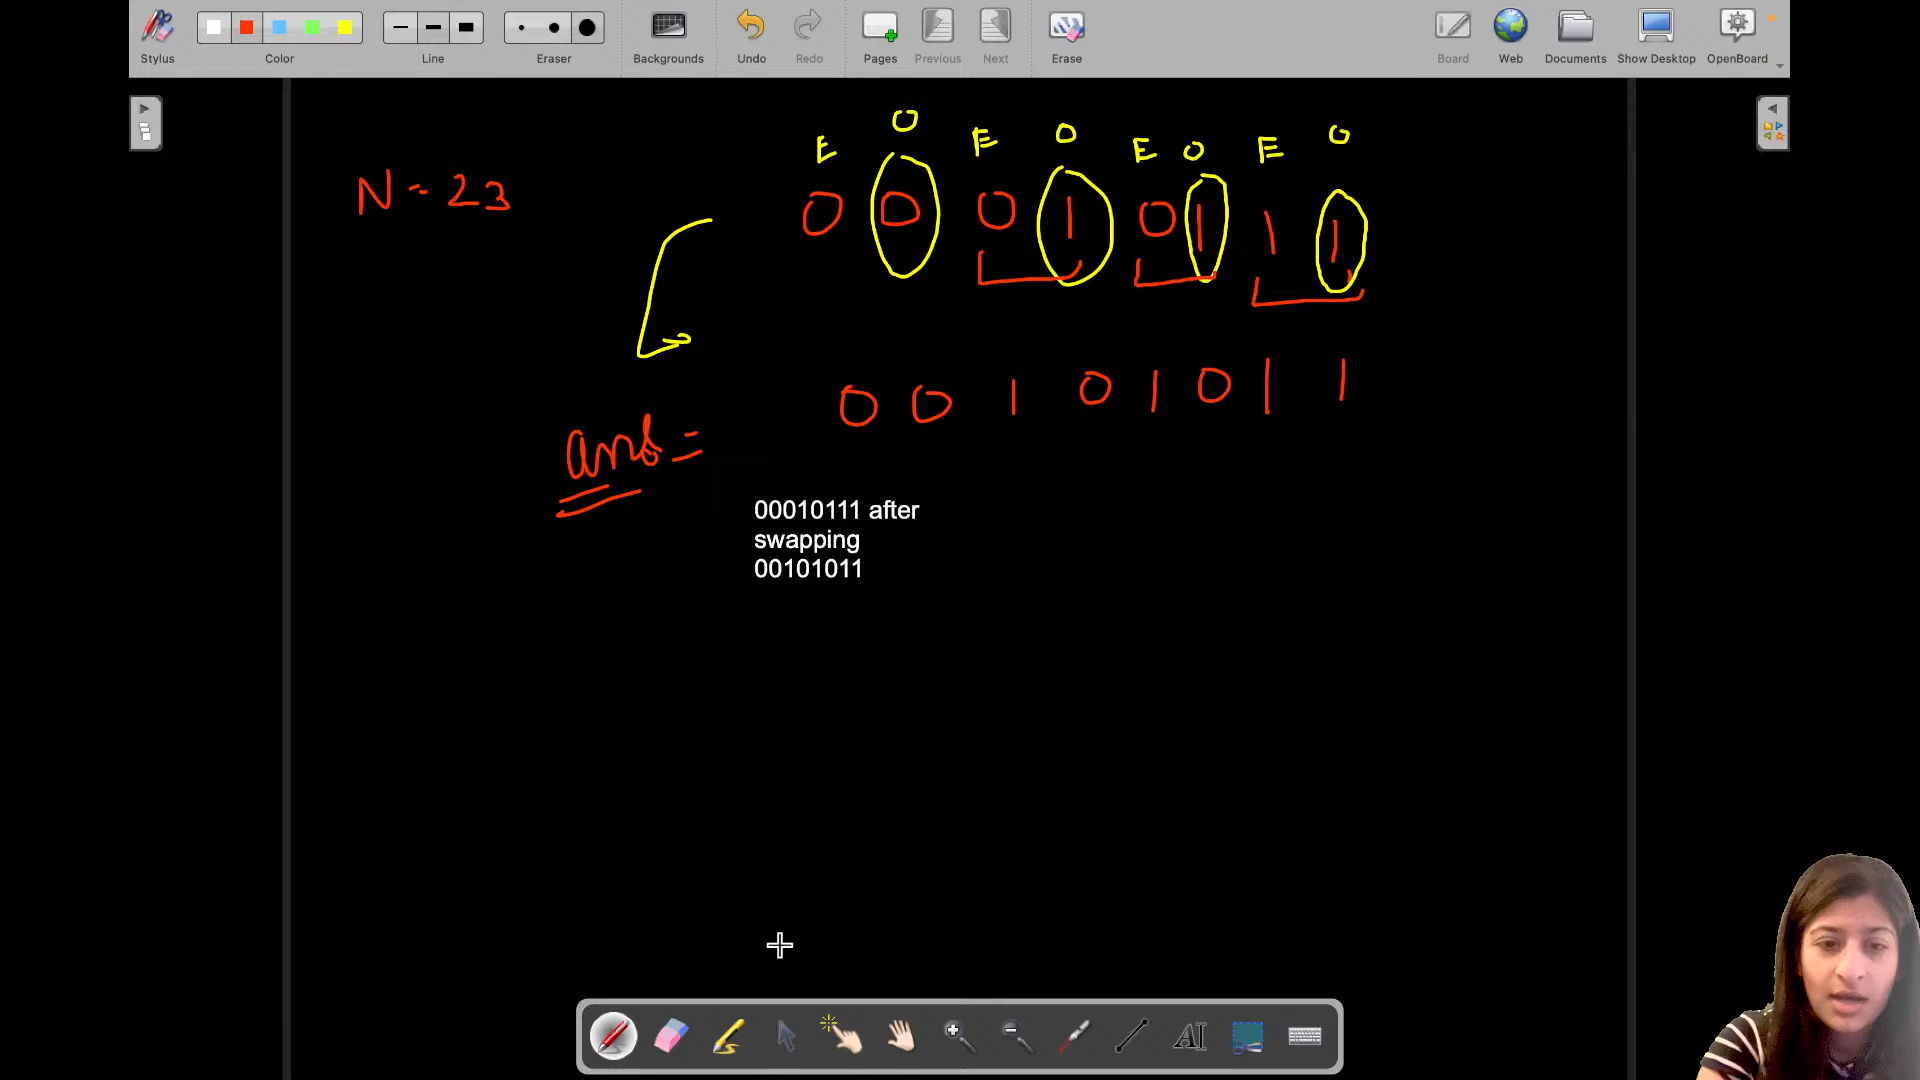 Stylus Color Line Eraser Backgrounds Undo Redo Pages Previous Next Erase Board Web Documents Show Desktop OpenBoard
E O E O E O E O
N = 23
0 0 0 1 0 1 1 1
0 0 1 0 1 0 1 1
ans =
00010111 after
swapping
00101011
AI